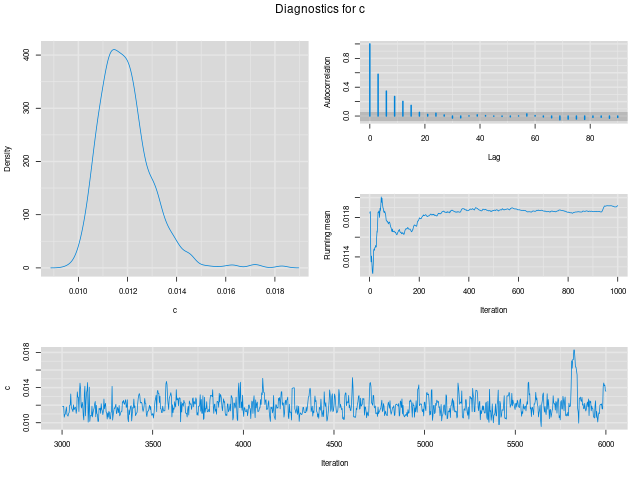 Diagnostics for c
Density
0 100 200 300 400
0.010 0.012 0.014 0.016 0.018
c
Autocorrelation
0.0 0.4 0.8
0 20 40 60 80
Lag
Running mean
0.0114 0.0118
0 200 400 600 800 1000
Iteration
c
0.010 0.014 0.018
3000 3500 4000 4500 5000 5500 6000
Iteration